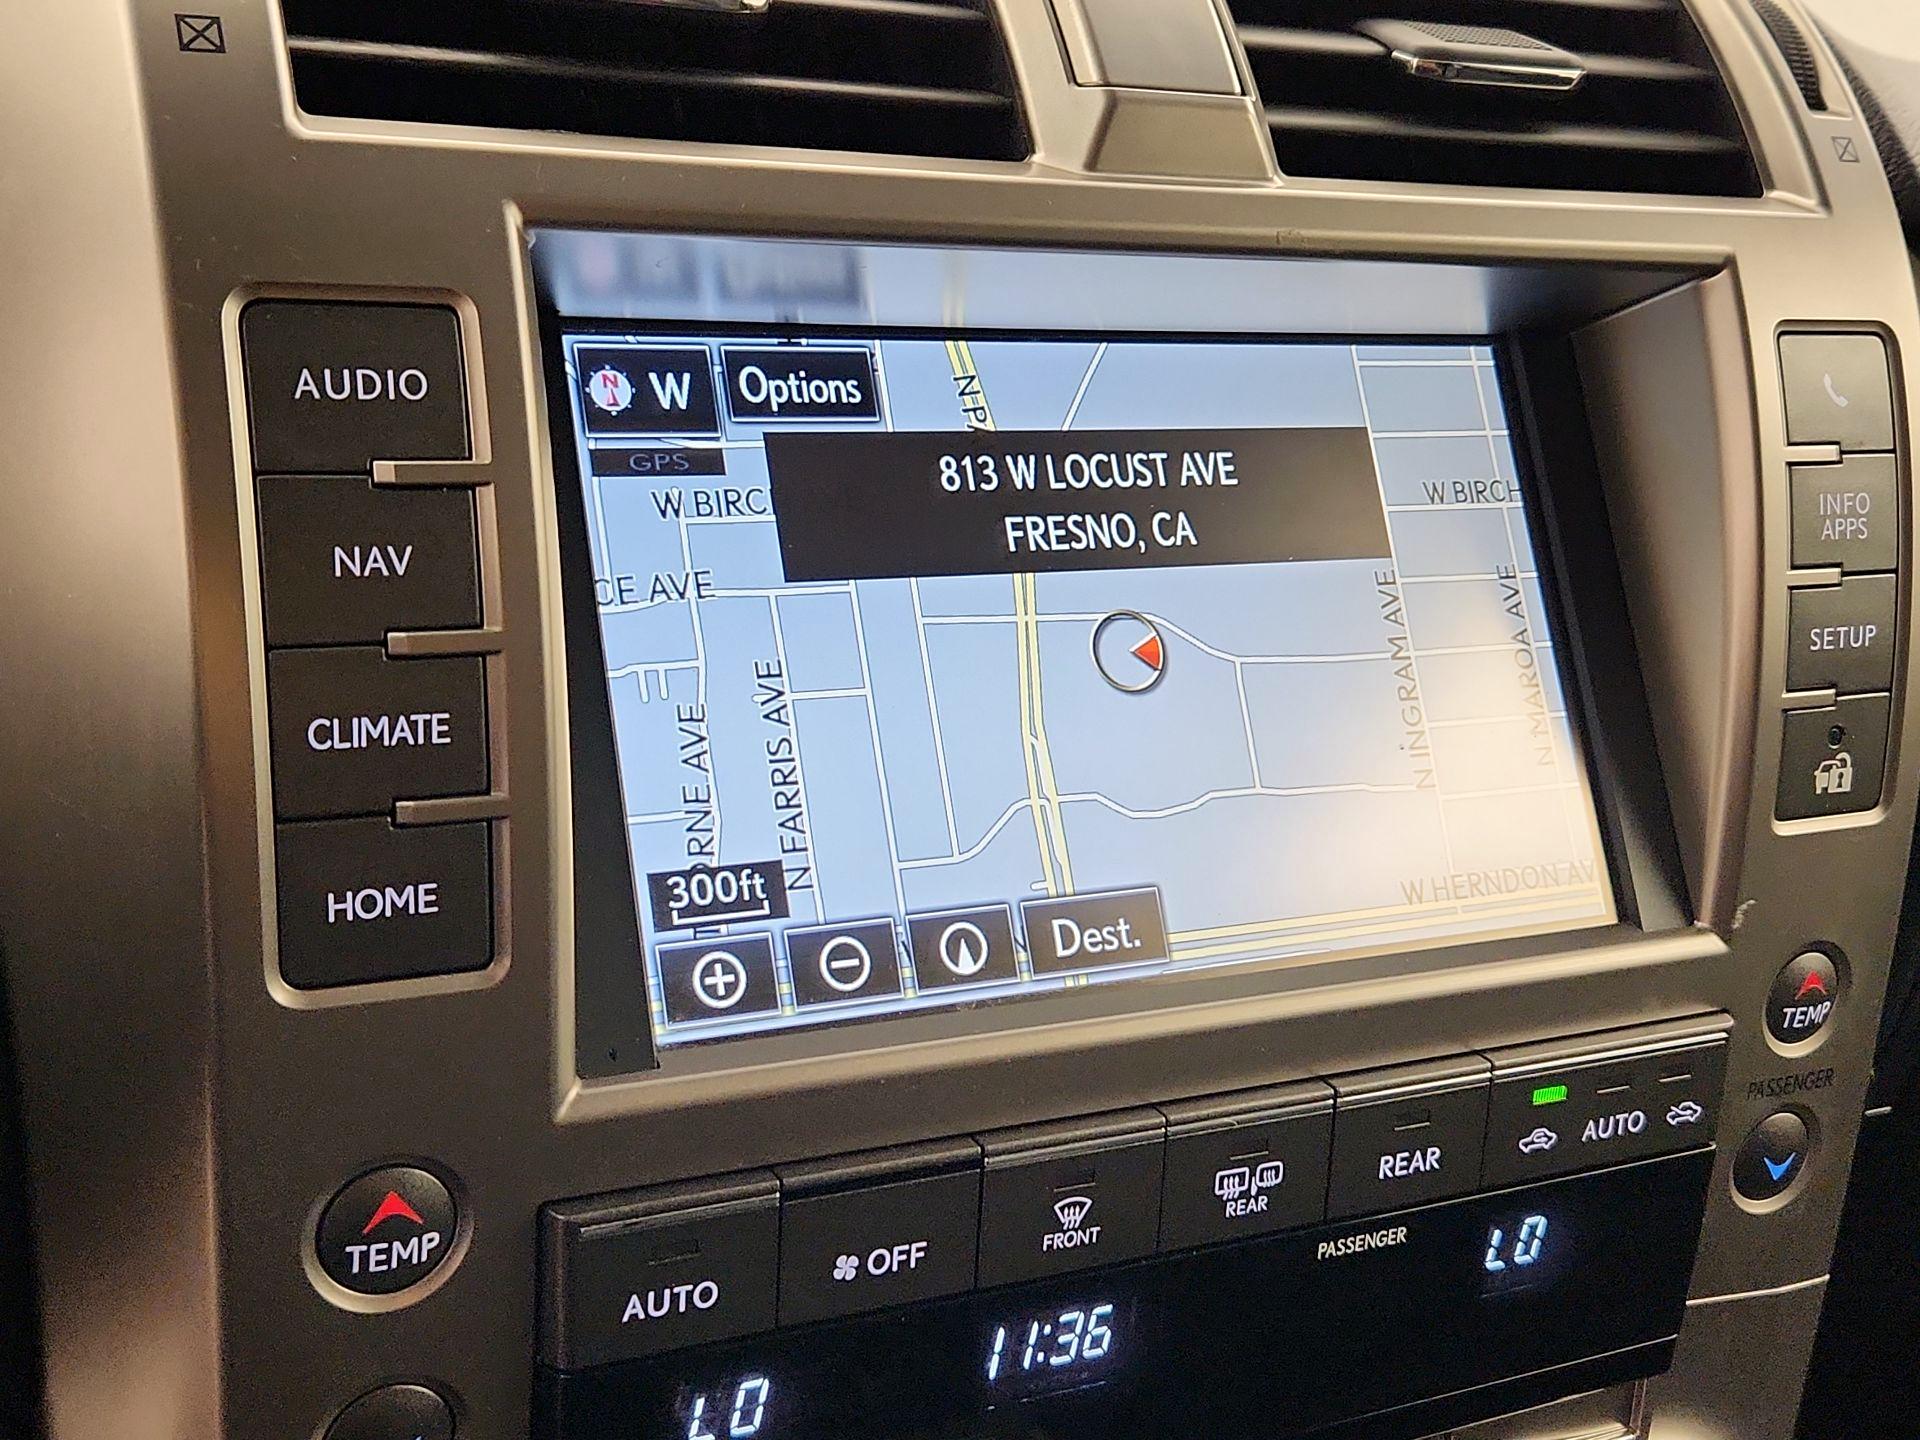 AUDIO
NAV
CLIMATE
HOME
N W
Options
GPS
813 W LOCUST AVE
FRESNO, CA
W BIRCH
CE AVE
N FARRIS AVE
N INGRAM AVE
N MAROA AVE
W HERNDON AV
300ft
Dest.
INFO
APPS
SETUP
TEMP
PASSENGER
TEMP
AUTO
OFF
FRONT
REAR
REAR
AUTO
PASSENGER
LO
11:36
LO